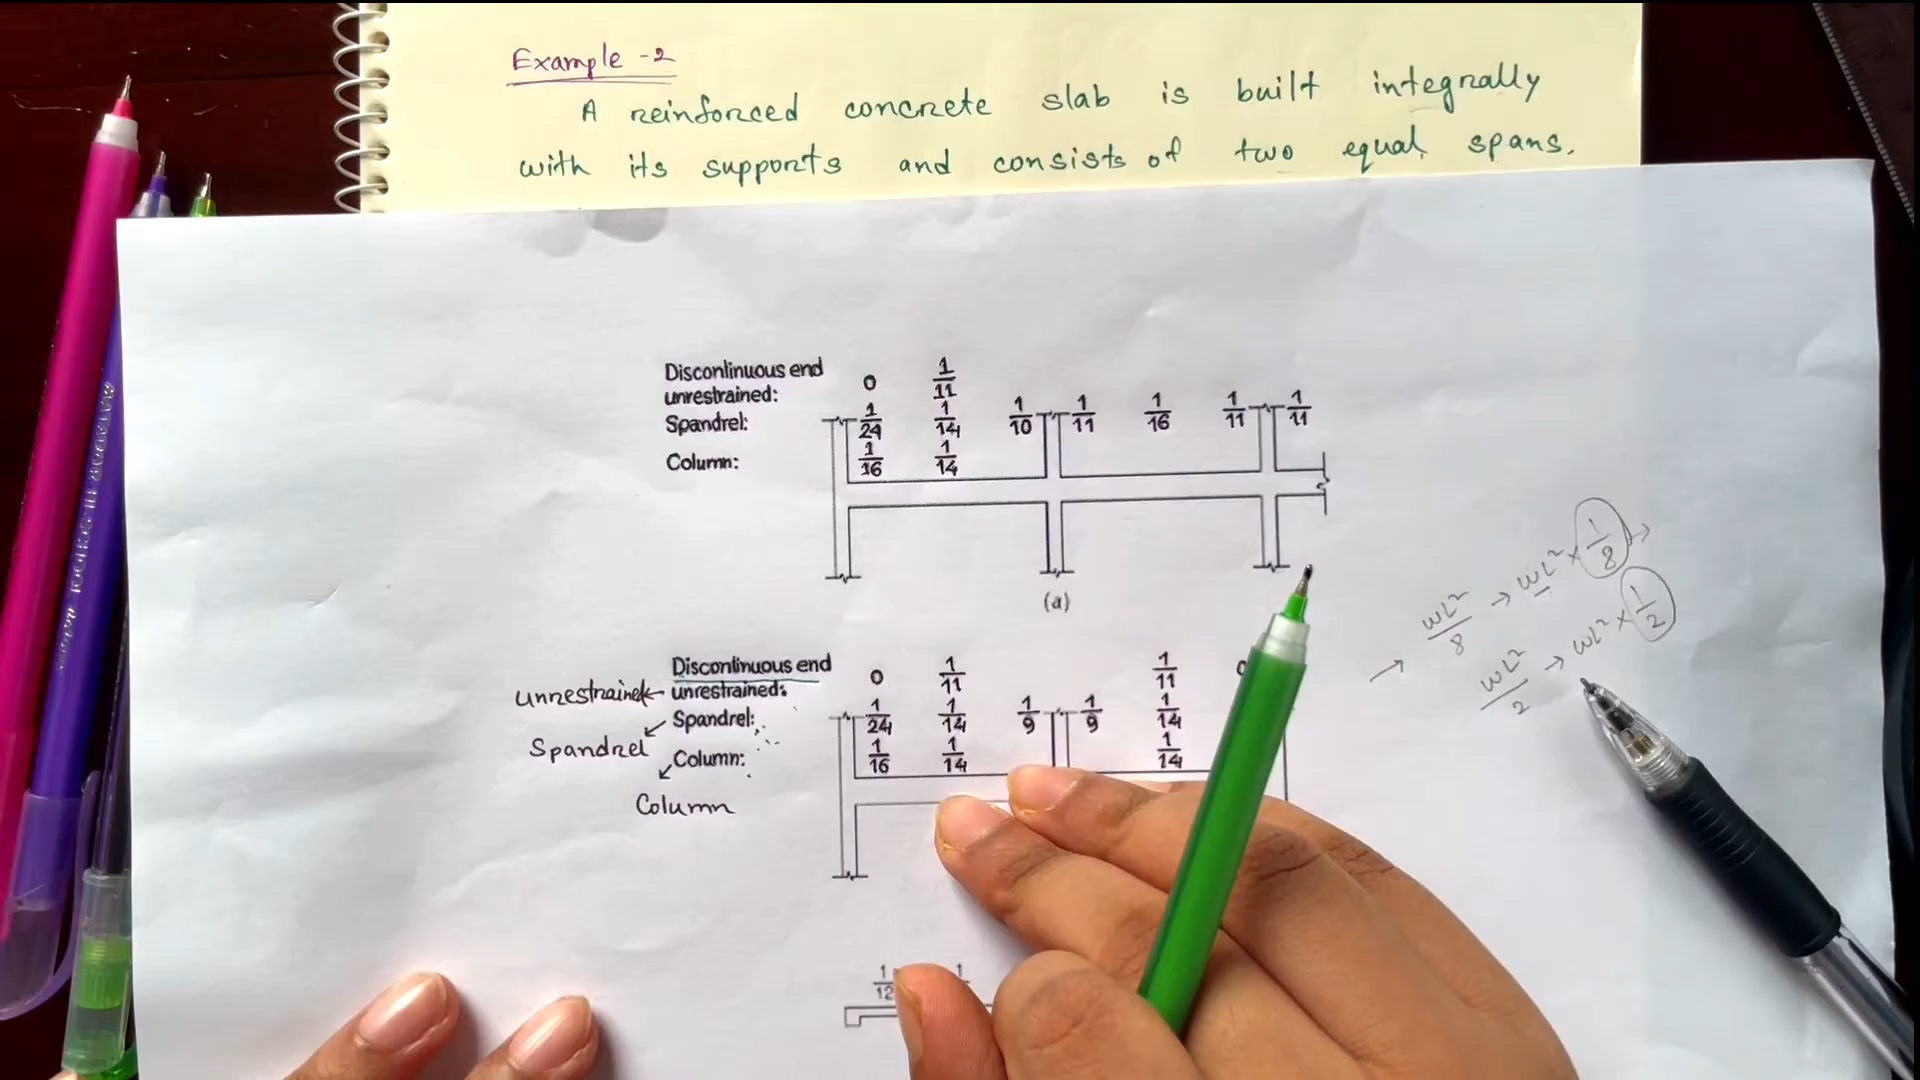 Example -2
A reinforced concrete slab is built integrally
with its supports and consists of two equal spans.
Disconlinuous end
unrestrained:
0 1/11
Spandrel: 1/24 1/14 1/10 1/11 1/16 1/11 1/11
Column: 1/16 1/14
(a)
wL²/8 → wL² × 1/8 →
→ wL²/2 → wL² × 1/2
Disconlinuous end
unrestrained: 0 1/11 1/11 0
unrestrained
Spandrel: 1/24 1/14 1/9 1/9 1/14
Spandrel
Column: 1/16 1/14 1/14
Column
1/12